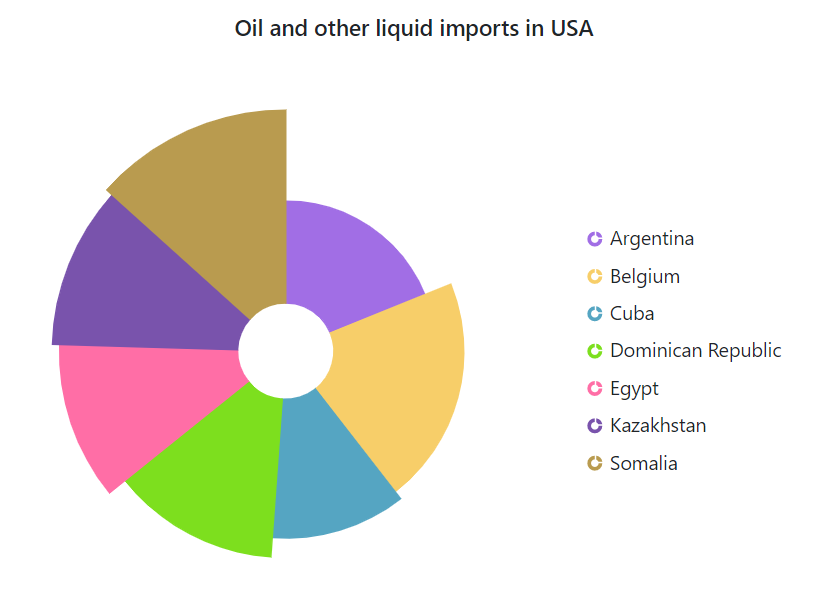 Oil and other liquid imports in USA
Argentina
Belgium
Cuba
Dominican Republic
Egypt
Kazakhstan
Somalia